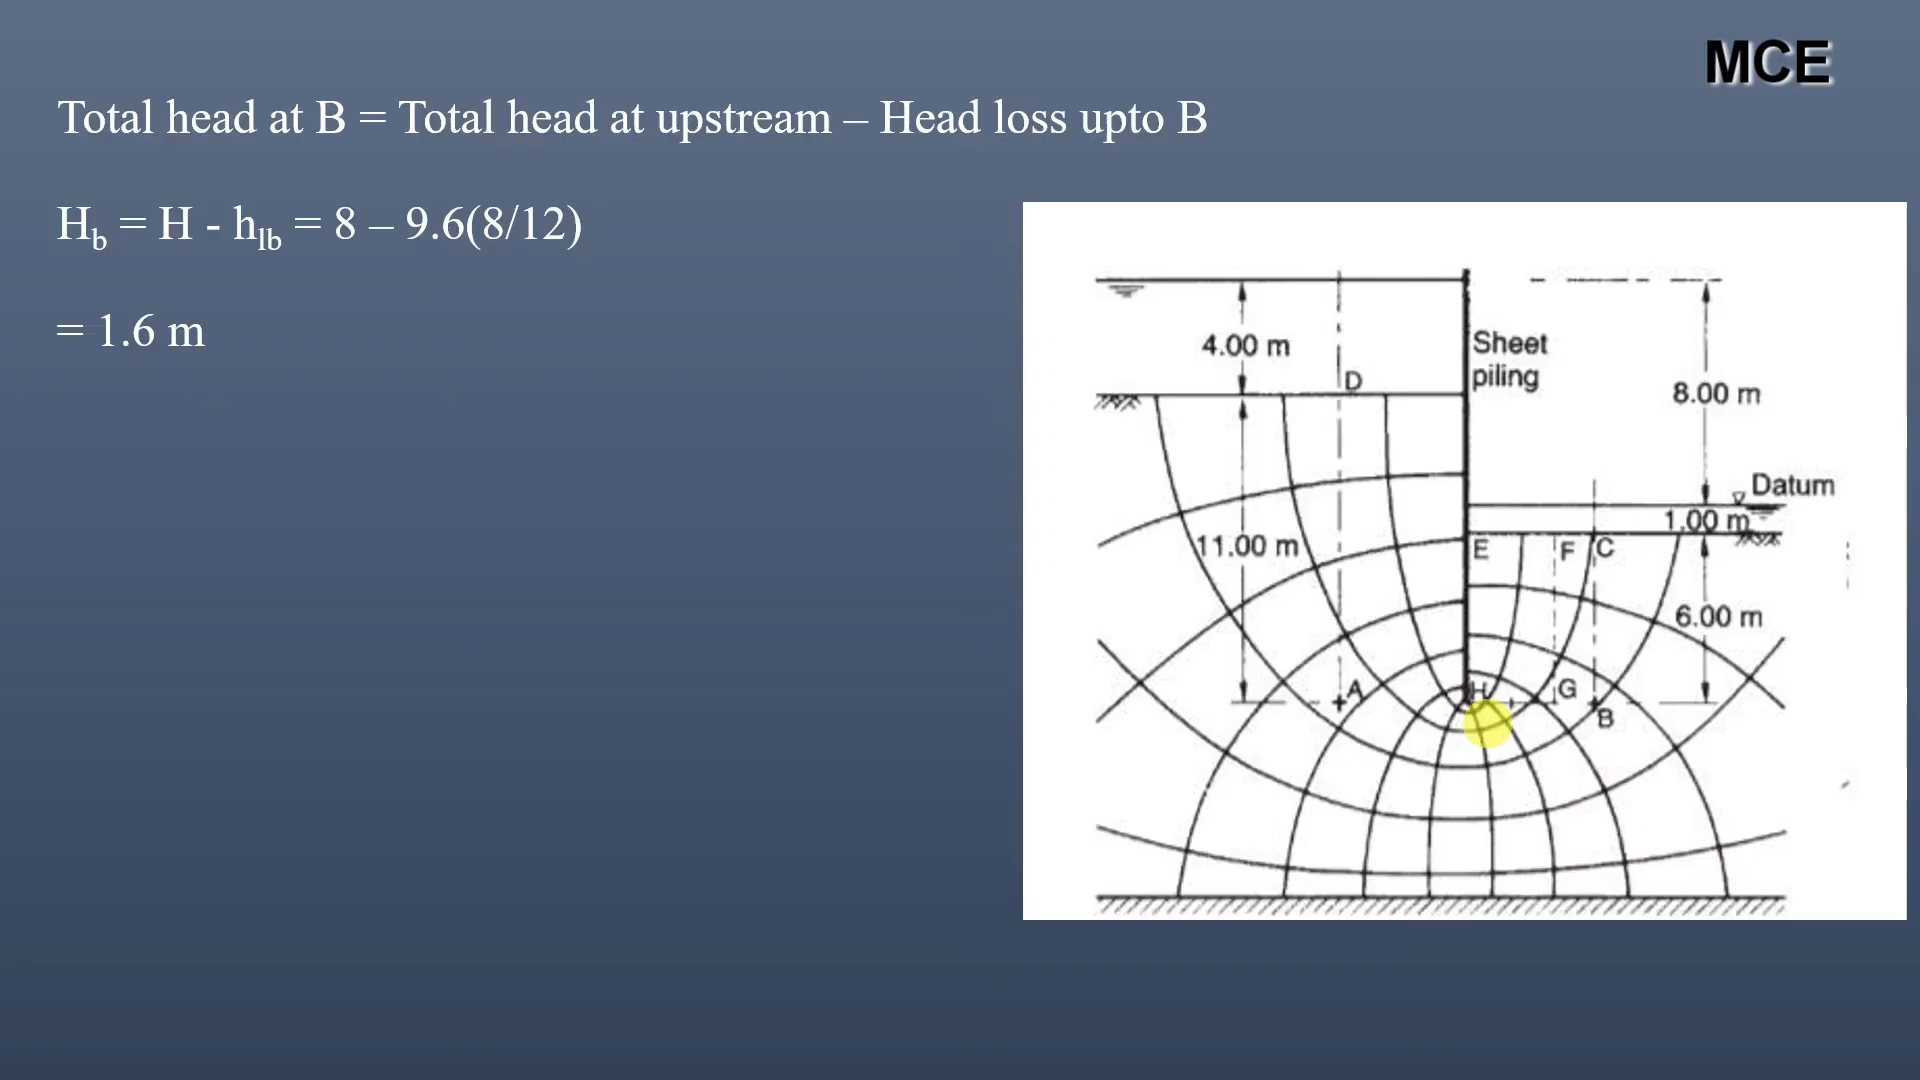 MCE
Total head at B = Total head at upstream – Head loss upto B
H_b = H - h_lb = 8 – 9.6(8/12)
= 1.6 m
4.00 m
D
Sheet
piling
8.00 m
Datum
1.00 m
11.00 m
E
F
C
6.00 m
A
H
G
B